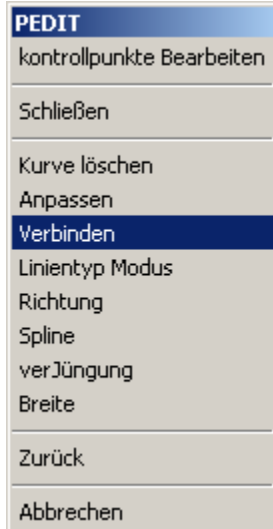 PEDIT
kontrollpunkte Bearbeiten
Schließen
Kurve löschen
Anpassen
Verbinden
Linientyp Modus
Richtung
Spline
verJüngung
Breite
Zurück
Abbrechen